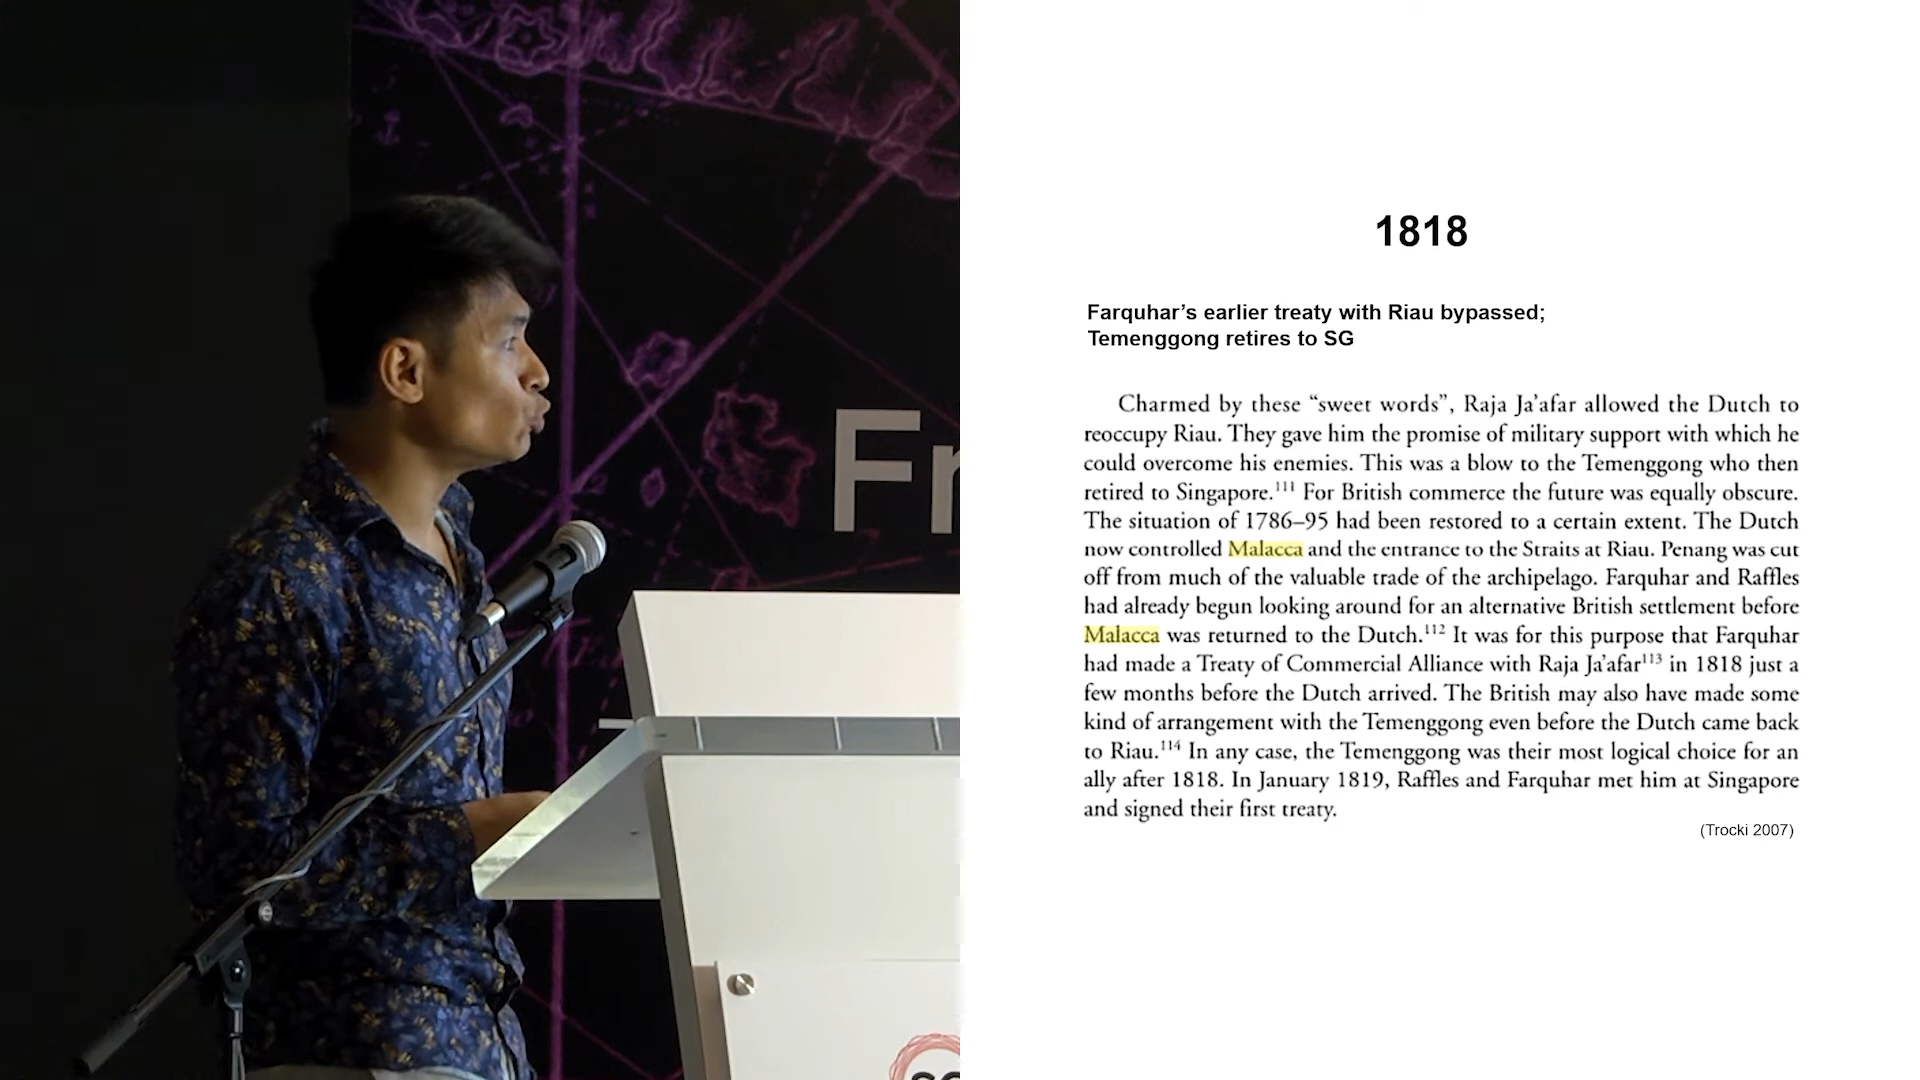 Fr
1818
Farquhar’s earlier treaty with Riau bypassed;
Temenggong retires to SG
Charmed by these “sweet words”, Raja Ja’afar allowed the Dutch to
reoccupy Riau. They gave him the promise of military support with which he
could overcome his enemies. This was a blow to the Temenggong who then
retired to Singapore.¹¹¹ For British commerce the future was equally obscure.
The situation of 1786–95 had been restored to a certain extent. The Dutch
now controlled Malacca and the entrance to the Straits at Riau. Penang was cut
off from much of the valuable trade of the archipelago. Farquhar and Raffles
had already begun looking around for an alternative British settlement before
Malacca was returned to the Dutch.¹¹² It was for this purpose that Farquhar
had made a Treaty of Commercial Alliance with Raja Ja’afar¹¹³ in 1818 just a
few months before the Dutch arrived. The British may also have made some
kind of arrangement with the Temenggong even before the Dutch came back
to Riau.¹¹⁴ In any case, the Temenggong was their most logical choice for an
ally after 1818. In January 1819, Raffles and Farquhar met him at Singapore
and signed their first treaty.
(Trocki 2007)